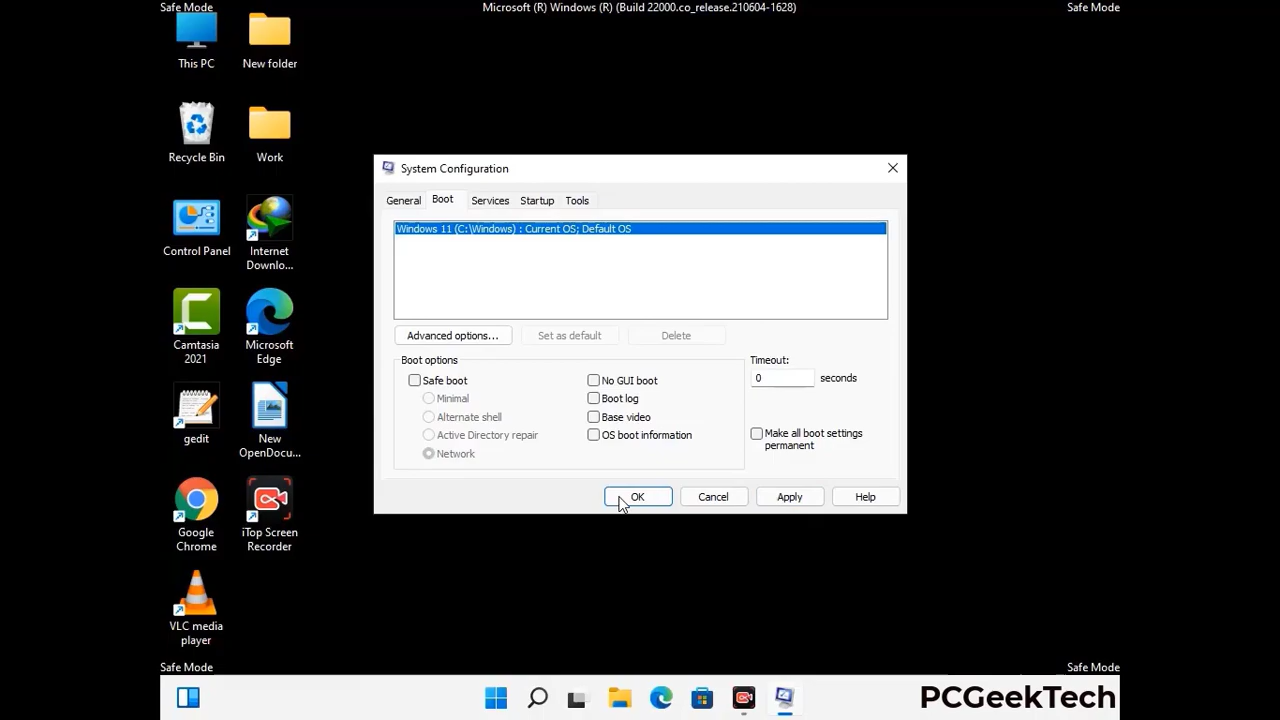 Safe Mode
Microsoft (R) Windows (R) (Build 22000.co_release.210604-1628)
Safe Mode
This PC
New folder
Recycle Bin
Work
Control Panel
Internet
Downlo...
Camtasia
2021
Microsoft
Edge
gedit
New
OpenDocu...
Google
Chrome
iTop Screen
Recorder
VLC media
player
System Configuration
General
Boot
Services
Startup
Tools
Windows 11 (C:\Windows) : Current OS; Default OS
Advanced options...
Set as default
Delete
Boot options
Safe boot
Minimal
Alternate shell
Active Directory repair
Network
No GUI boot
Boot log
Base video
OS boot information
Timeout:
0 seconds
Make all boot settings
permanent
OK
Cancel
Apply
Help
Safe Mode
Safe Mode
PCGeekTech